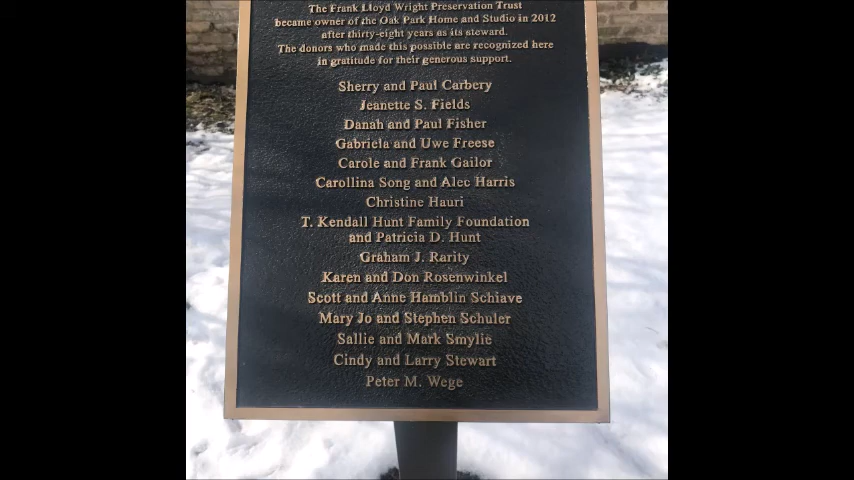 The Frank Lloyd Wright Preservation Trust
became owner of the Oak Park Home and Studio in 2012
after thirty-eight years as its steward.
The donors who made this possible are recognized here
in gratitude for their generous support.
Sherry and Paul Carbery
Jeanette S. Fields
Danah and Paul Fisher
Gabriela and Uwe Freese
Carole and Frank Gailor
Carollina Song and Alec Harris
Christine Hauri
T. Kendall Hunt Family Foundation
and Patricia D. Hunt
Graham J. Rarity
Karen and Don Rosenwinkel
Scott and Anne Hamblin Schiave
Mary Jo and Stephen Schuler
Sallie and Mark Smylie
Cindy and Larry Stewart
Peter M. Wege